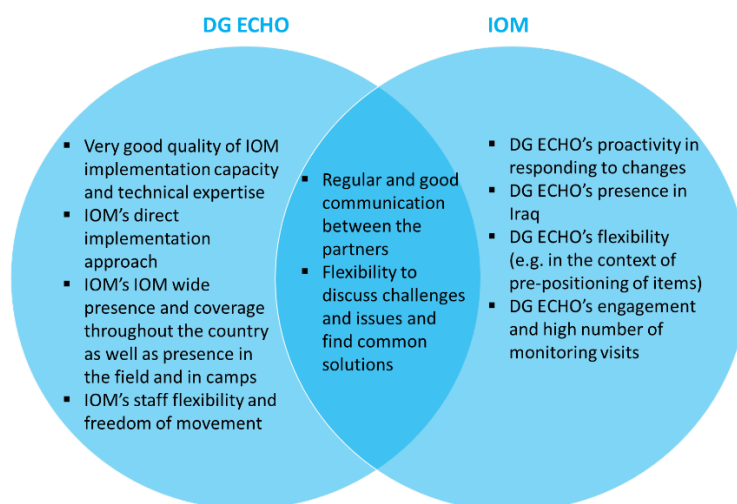 DG ECHO
IOM
▪ Very good quality of IOM
implementation capacity
and technical expertise
▪ IOM's direct
implementation
approach
▪ IOM's IOM wide
presence and coverage
throughout the country
as well as presence in
the field and in camps
▪ IOM's staff flexibility and
freedom of movement
▪ Regular and good
communication
between the
partners
▪ Flexibility to
discuss challenges
and issues and
find common
solutions
▪ DG ECHO's proactivity in
responding to changes
▪ DG ECHO's presence in
Iraq
▪ DG ECHO's flexibility
(e.g. in the context of
pre-positioning of items)
▪ DG ECHO's engagement
and high number of
monitoring visits